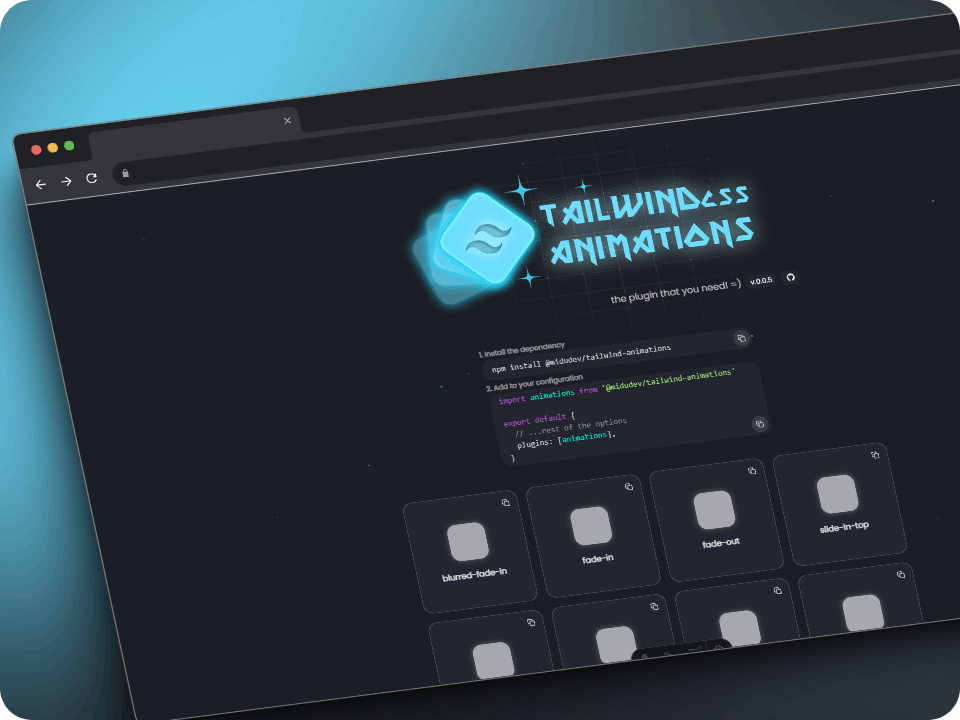 TAILWINDCSS
ANIMATIONS
the plugin that you need! =)
v.0.0.5
1. Install the dependency
npm install @midudev/tailwind-animations
2. Add to your configuration
import animations from '@midudev/tailwind-animations'
export default {
// ...rest of the options
plugins: [animations],
}
blurred-fade-in
fade-in
fade-out
slide-in-top